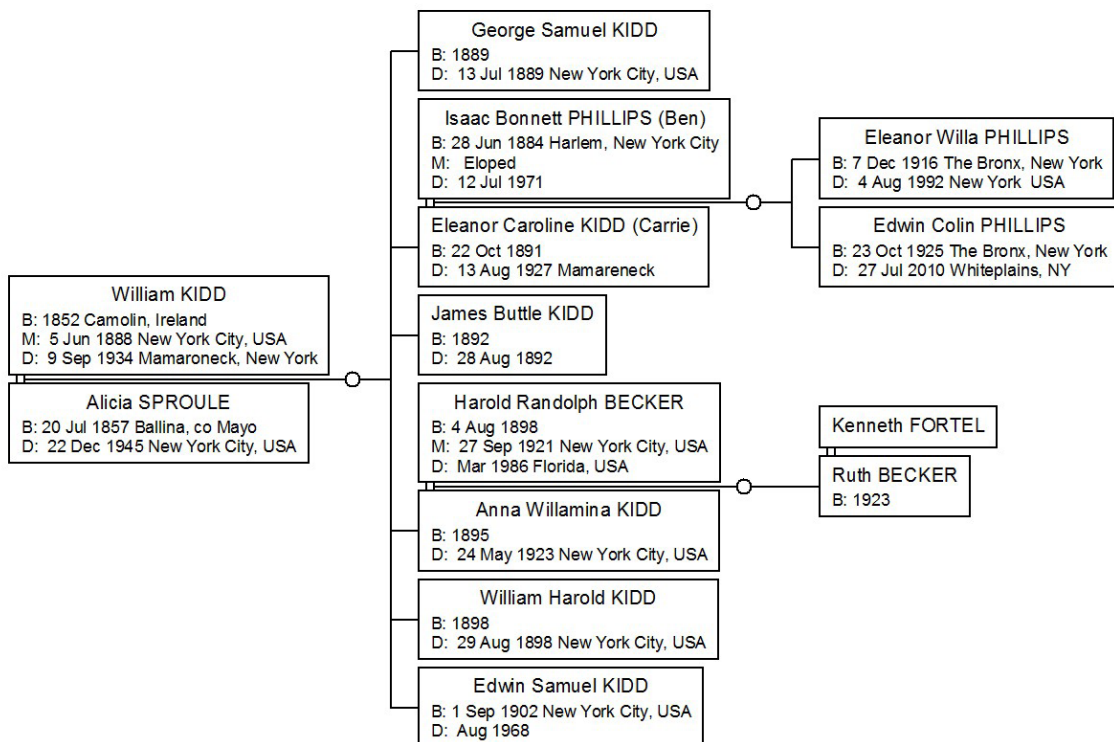 George Samuel KIDD
B: 1889
D: 13 Jul 1889 New York City, USA
Isaac Bonnett PHILLIPS (Ben)
B: 28 Jun 1884 Harlem, New York City
M: Eloped
D: 12 Jul 1971
Eleanor Willa PHILLIPS
B: 7 Dec 1916 The Bronx, New York
D: 4 Aug 1992 New York USA
Eleanor Caroline KIDD (Carrie)
B: 22 Oct 1891
D: 13 Aug 1927 Mamareneck
Edwin Colin PHILLIPS
B: 23 Oct 1925 The Bronx, New York
D: 27 Jul 2010 Whiteplains, NY
William KIDD
B: 1852 Camolin, Ireland
M: 5 Jun 1888 New York City, USA
D: 9 Sep 1934 Mamaroneck, New York
James Buttle KIDD
B: 1892
D: 28 Aug 1892
Alicia SPROULE
B: 20 Jul 1857 Ballina, co Mayo
D: 22 Dec 1945 New York City, USA
Harold Randolph BECKER
B: 4 Aug 1898
M: 27 Sep 1921 New York City, USA
D: Mar 1986 Florida, USA
Kenneth FORTEL
Ruth BECKER
B: 1923
Anna Willamina KIDD
B: 1895
D: 24 May 1923 New York City, USA
William Harold KIDD
B: 1898
D: 29 Aug 1898 New York City, USA
Edwin Samuel KIDD
B: 1 Sep 1902 New York City, USA
D: Aug 1968